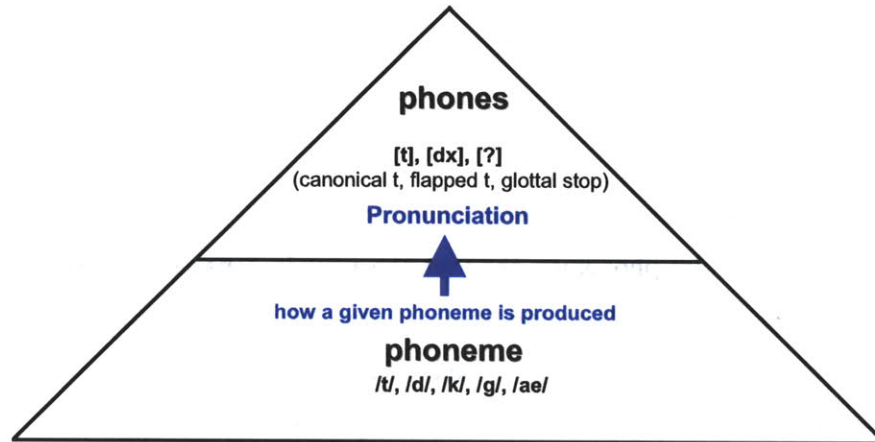 phones
[t], [dx], [?]
(canonical t, flapped t, glottal stop)
Pronunciation
how a given phoneme is produced
phoneme
/t/, /d/, /k/, /g/, /ae/